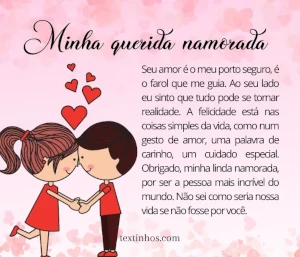 Minha querida namorada
Seu amor é o meu porto seguro, é
o farol que me guia. Ao seu lado
eu sinto que tudo pode se tornar
realidade. A felicidade está nas
coisas simples da vida, como num
gesto de amor, uma palavra de
carinho, um cuidado especial.
Obrigado, minha linda namorada,
por ser a pessoa mais incrível do
mundo. Não sei como seria nossa
vida se não fosse por você.
textinhos.com